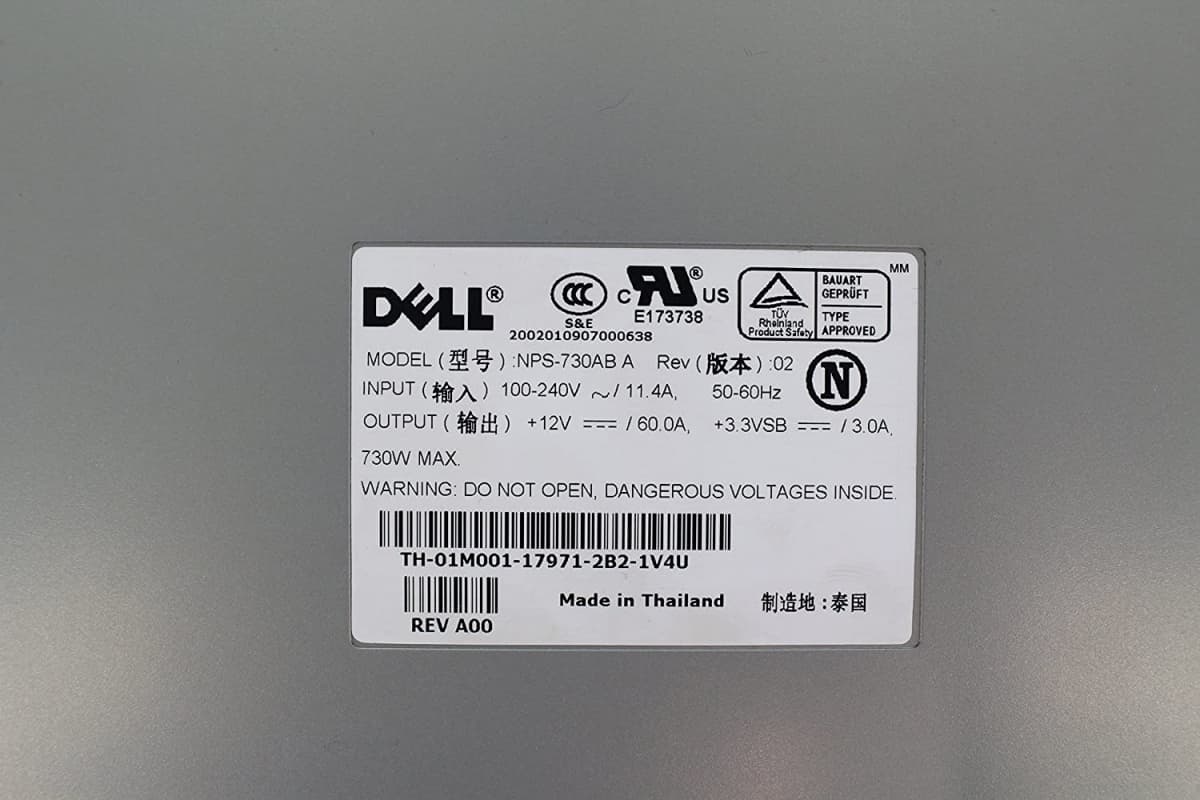 MM
DELL® CCC c RU® US BAUART GEPRÜFT
S&E E173738 TÜV Rheinland Product Safety TYPE APPROVED
2002010907000638
MODEL (型号) :NPS-730AB A Rev (版本) :02
N
INPUT (输入) 100-240V ~/ 11.4A, 50-60Hz
OUTPUT (输出) +12V ⎓ / 60.0A, +3.3VSB ⎓ / 3.0A,
730W MAX.
WARNING: DO NOT OPEN, DANGEROUS VOLTAGES INSIDE.
TH-01M001-17971-2B2-1V4U
Made in Thailand 制造地:泰国
REV A00